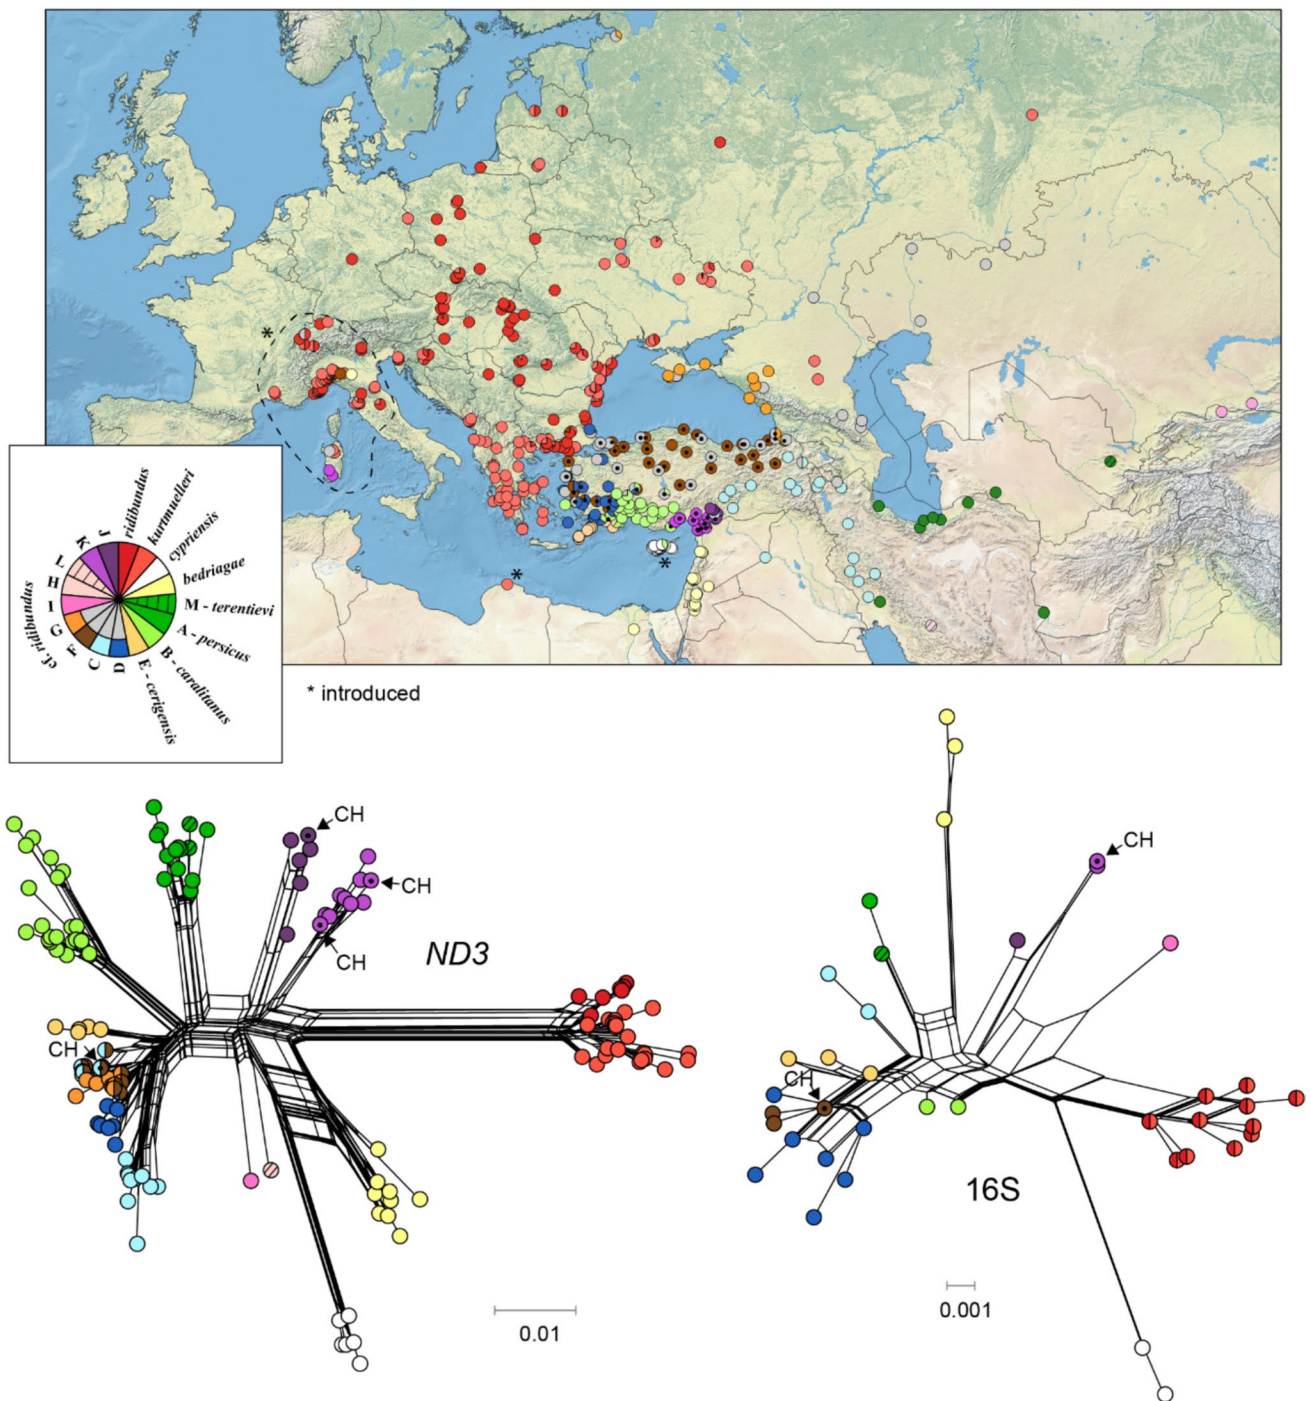 *
*
*
ridibundus
kurtmuelleri
cypriensis
bedriagae
M - terentievi
A - persicus
B - caralitanus
E - cerigensis
D
C
F
G
I
H
L
K
J
cf. ridibundus
* introduced
CH
CH
CH
ND3
CH
0.01
CH
CH
16S
0.001